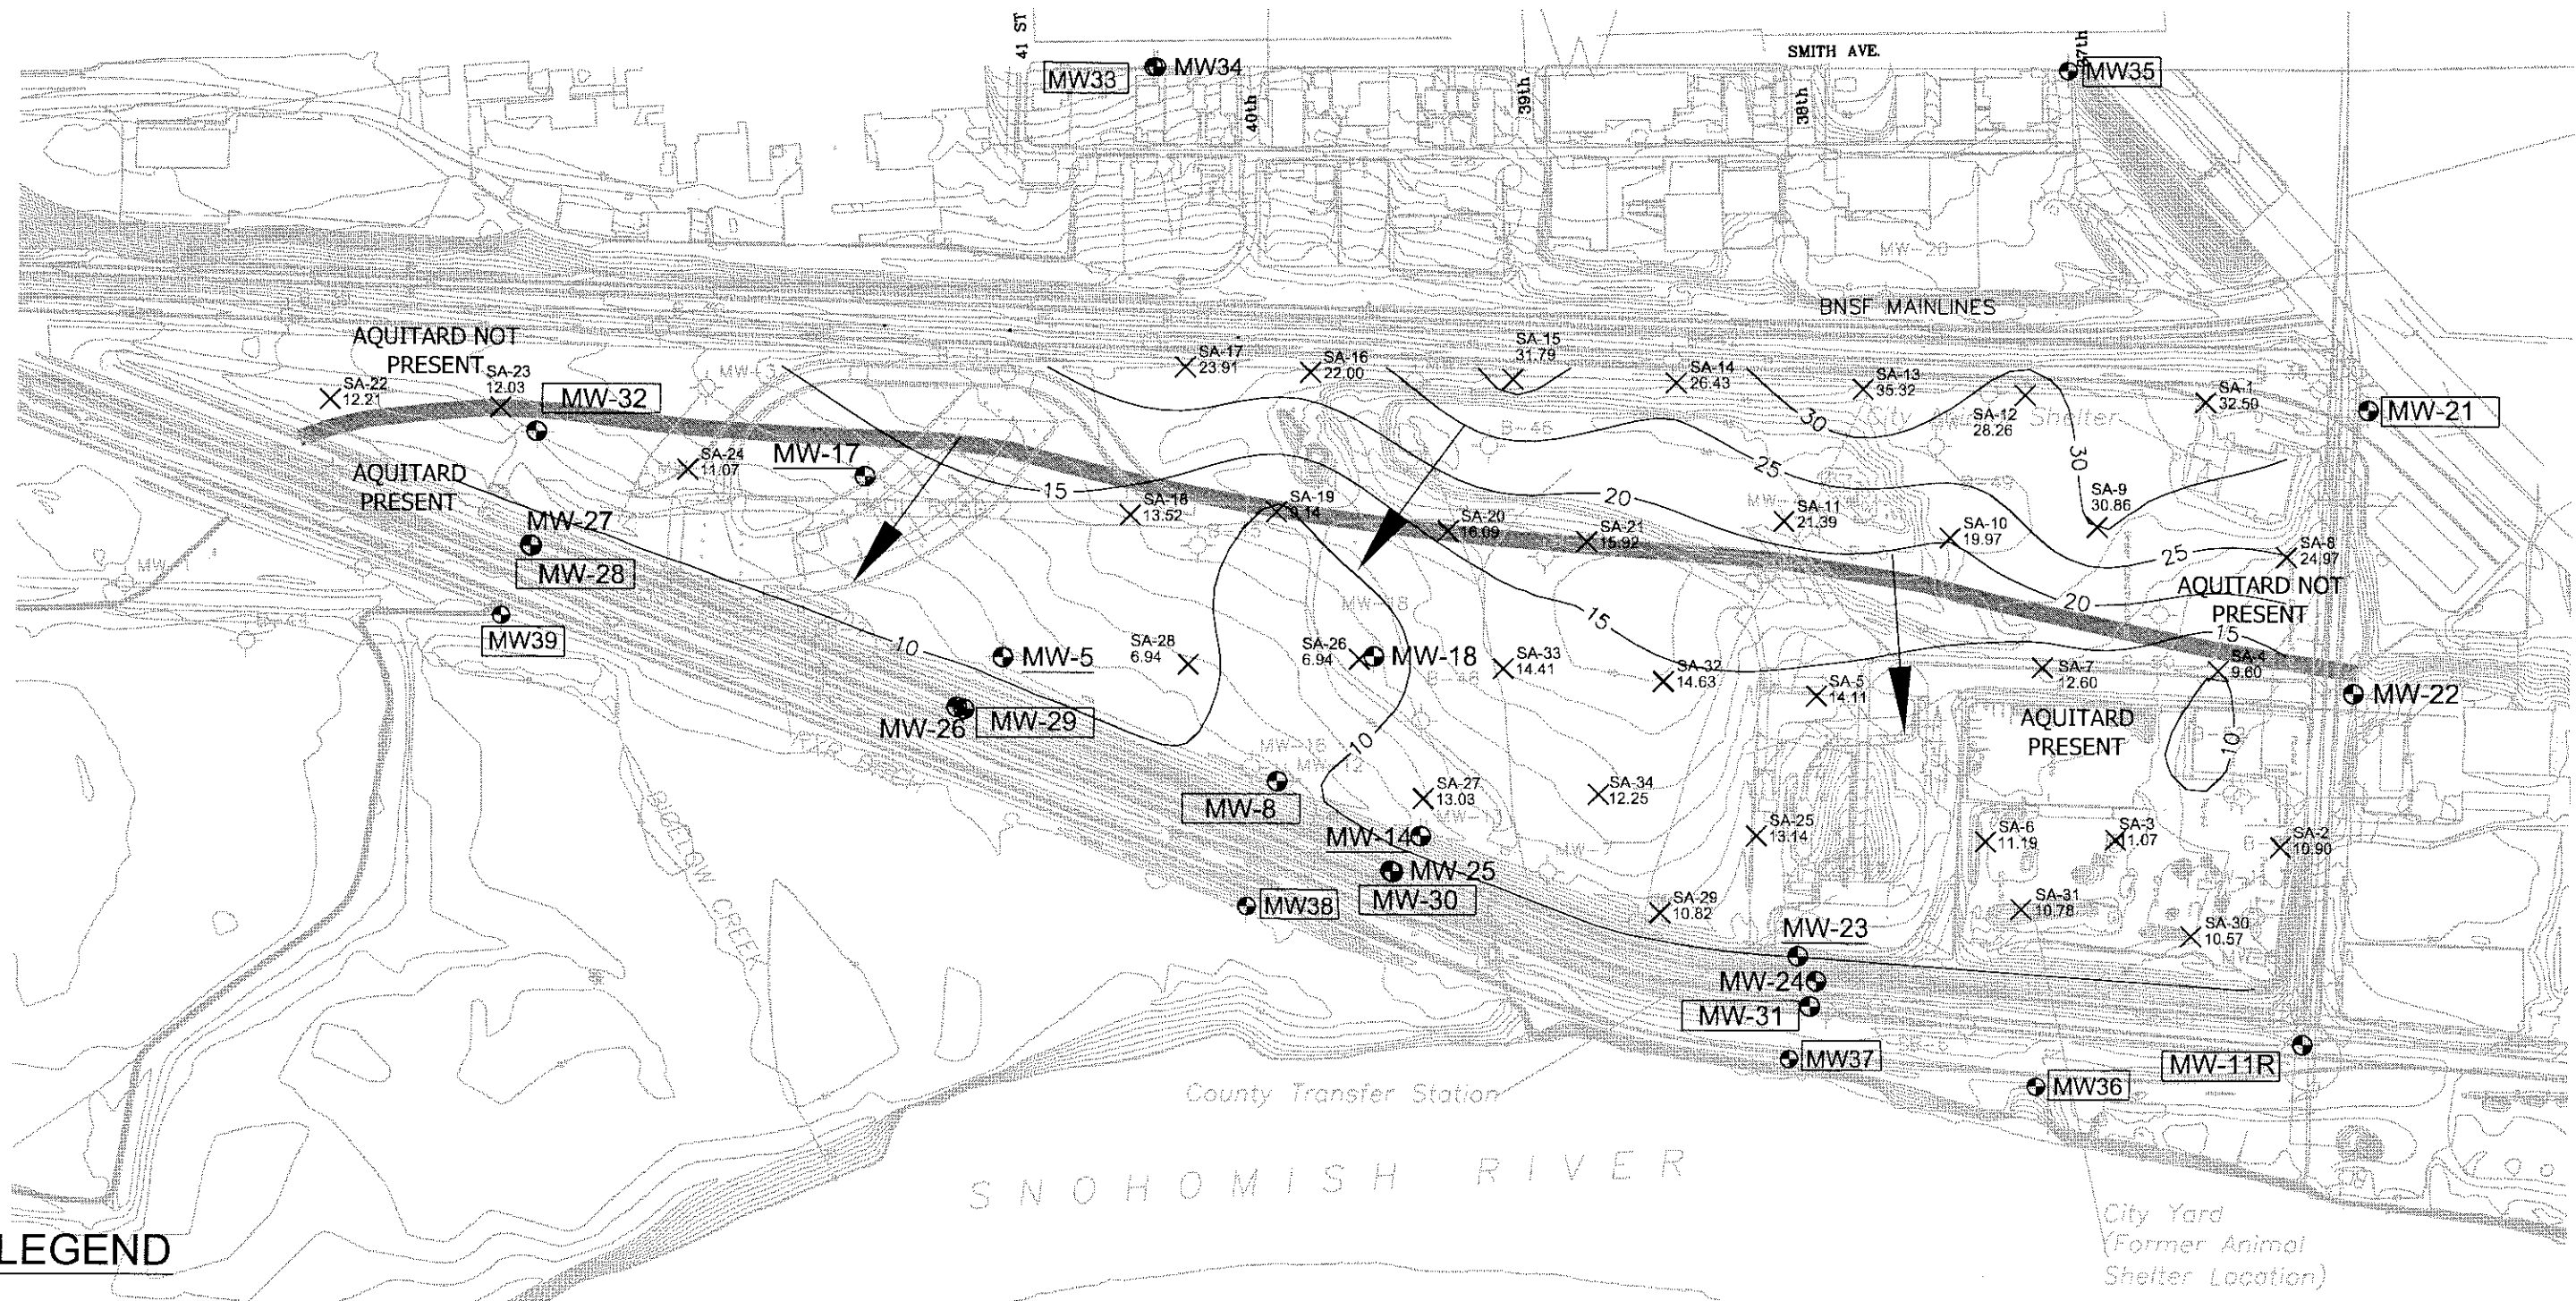 41 ST
MW33
MW34
40th
39th
SMITH AVE.
38th
37th
MW35
MW-20
BNSF MAINLINES
AQUITARD NOT
PRESENT
SA-22
12.21
SA-23
12.03
MW-32
SA-17
23.91
SA-16
22.00
SA-15
31.79
SA-14
26.43
SA-13
35.32
30
SA-12
28.26
Shelter
SA-1
32.50
MW-21
AQUITARD
PRESENT
SA-24
11.07
MW-17
15
SA-18
13.52
SA-19
9.14
B-45
25
30
20
SA-20
16.09
SA-21
15.92
SA-11
21.39
SA-10
19.97
SA-9
30.86
25
SA-8
24.97
AQUITARD NOT
PRESENT
20
15
MW-27
MW-28
MW39
10
MW-5
SA-28
6.94
SA-26
6.94
MW-18
SA-33
14.41
15
SA-32
14.63
SA-5
14.11
SA-7
12.60
SA-4
9.60
MW-22
MW-26
MW-29
AQUITARD
PRESENT
10
10
MW-8
SA-27
13.03
SA-34
12.25
MW-14
SA-25
13.14
SA-6
11.19
SA-3
11.07
SA-2
10.90
MW-25
MW-30
MW38
SA-29
10.82
SA-31
10.78
SA-30
10.57
MW-23
MW-24
MW-31
MW37
MW36
MW-11R
County Transfer Station
SNOHOMISH RIVER
City Yard
(Former Animal
Shelter Location)
LEGEND